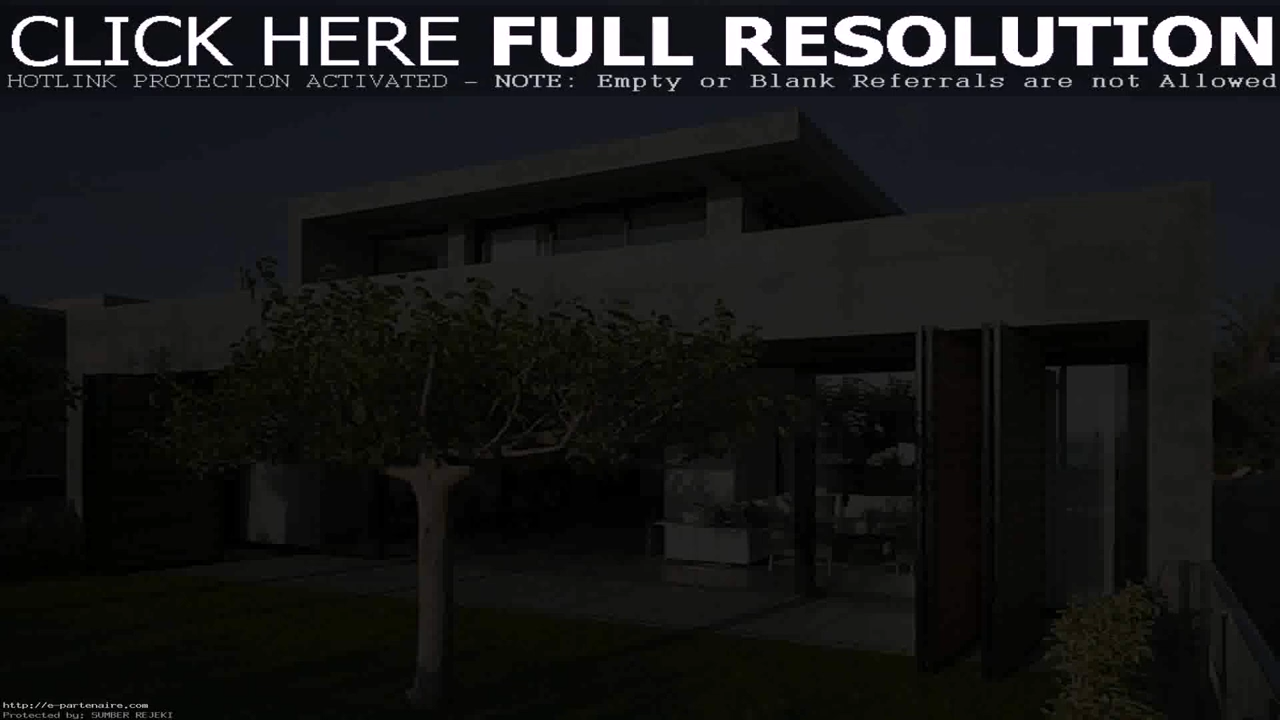 CLICK HERE FULL RESOLUTION
HOTLINK PROTECTION ACTIVATED - NOTE: Empty or Blank Referrals are not Allowed
http://e-partenaire.com
Protected by; SUMBER REJEKI